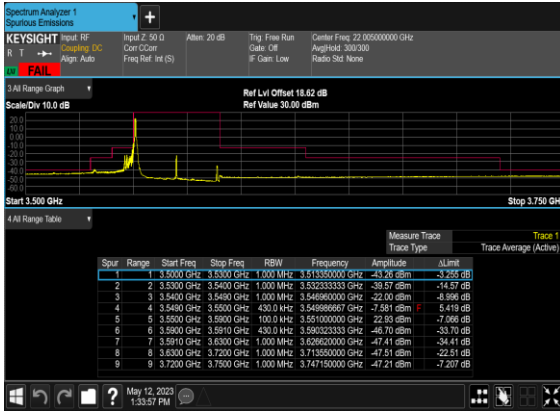 Spectrum Analyzer 1
Spurious Emissions
KEYSIGHT Input: RF Input Z: 50 Ω Atten: 20 dB Trig: Free Run Center Freq: 22.005000000 GHz
R T Coupling: DC Corr CCorr Gate: Off Avg|Hold: 300/300
Align: Auto Freq Ref: Int (S) IF Gain: Low Radio Std: None
FAIL
3 All Range Graph
Ref Lvl Offset 18.62 dB
Scale/Div 10.0 dB Ref Value 30.00 dBm
20.0
10.0
0.00
-10.0
-20.0
-30.0
-40.0
-50.0
-60.0
Start 3.500 GHz Stop 3.750 GH
4 All Range Table
Measure Trace Trace 1
Trace Type Trace Average (Active)
Spur Range Start Freq Stop Freq RBW Frequency Amplitude ΔLimit
1 1 3.5000 GHz 3.5300 GHz 1.000 MHz 3.513350000 GHz -43.26 dBm -3.255 dB
2 2 3.5300 GHz 3.5400 GHz 1.000 MHz 3.532333333 GHz -39.57 dBm -14.57 dB
3 3 3.5400 GHz 3.5490 GHz 1.000 MHz 3.546960000 GHz -22.00 dBm -8.996 dB
4 4 3.5490 GHz 3.5500 GHz 430.0 kHz 3.549986667 GHz -7.581 dBm F 5.419 dB
5 5 3.5500 GHz 3.5900 GHz 100.0 kHz 3.551000000 GHz 22.93 dBm -7.066 dB
6 6 3.5900 GHz 3.5910 GHz 430.0 kHz 3.590323333 GHz -46.70 dBm -33.70 dB
7 7 3.5910 GHz 3.6300 GHz 1.000 MHz 3.626620000 GHz -47.41 dBm -34.41 dB
8 8 3.6300 GHz 3.7200 GHz 1.000 MHz 3.713550000 GHz -47.51 dBm -22.51 dB
9 9 3.7200 GHz 3.7500 GHz 1.000 MHz 3.747150000 GHz -47.21 dBm -7.207 dB
May 12, 2023
1:33:57 PM